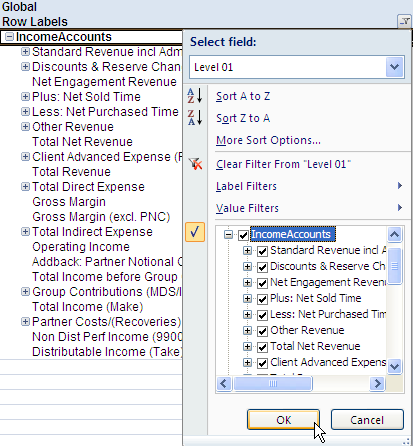 Global
Row Labels
IncomeAccounts
Standard Revenue incl Adm
Discounts & Reserve Chan
Net Engagement Revenue
Plus: Net Sold Time
Less: Net Purchased Time
Other Revenue
Total Net Revenue
Client Advanced Expense (R
Total Revenue
Total Direct Expense
Gross Margin
Gross Margin (excl. PNC)
Total Indirect Expense
Operating Income
Addback: Partner Notional C
Total Income before Group
Group Contributions (MDS/I
Total Income (Make)
Partner Costs/(Recoveries)
Non Dist Perf Income (9900
Distributable Income (Take)
Select field:
Level 01
Sort A to Z
Sort Z to A
More Sort Options...
Clear Filter From "Level 01"
Label Filters
Value Filters
IncomeAccounts
Standard Revenue incl A
Discounts & Reserve Ch
Net Engagement Revenu
Plus: Net Sold Time
Less: Net Purchased Tim
Other Revenue
Total Net Revenue
Client Advanced Expens
OK
Cancel